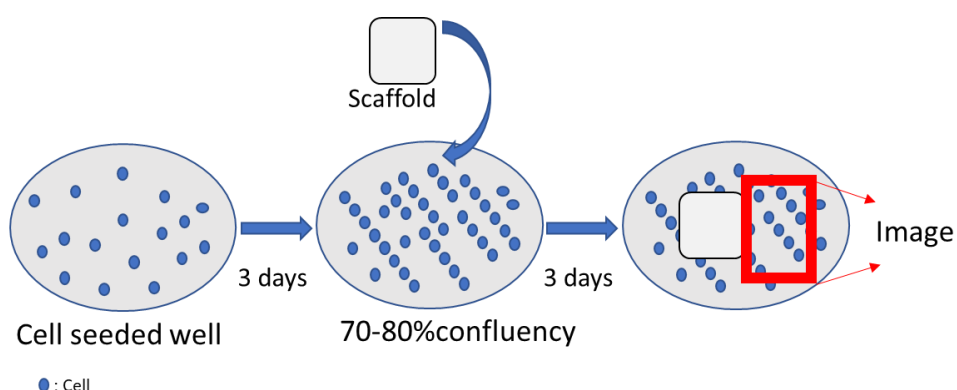 Scaffold
3 days
3 days
Image
Cell seeded well
70-80%confluency
: Cell